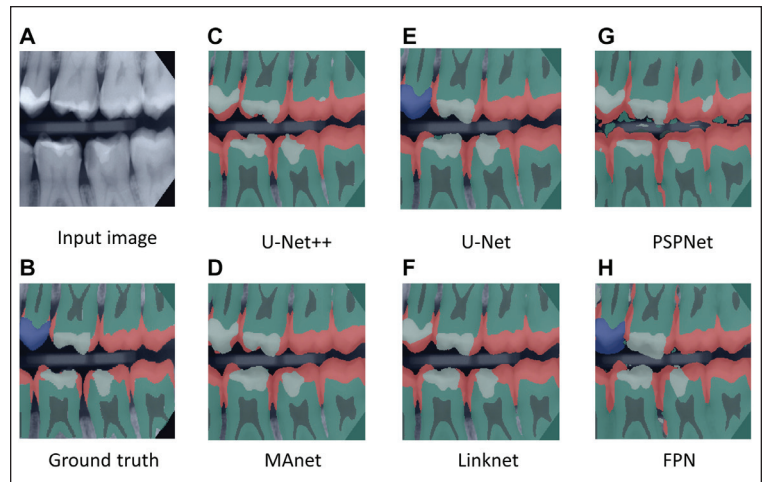 A
C
E
G
Input image
U-Net++
U-Net
PSPNet
B
D
F
H
Ground truth
MAnet
Linknet
FPN